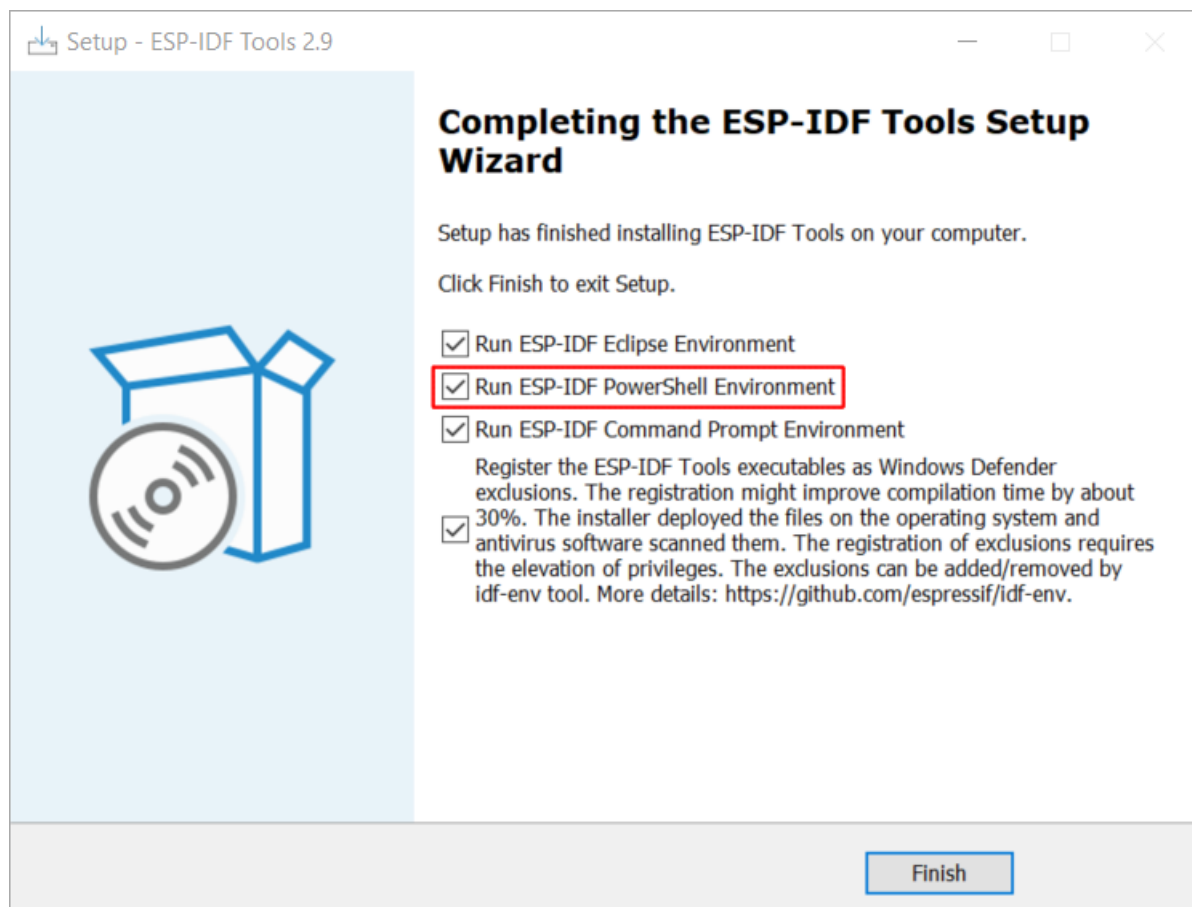 Setup - ESP-IDF Tools 2.9
Completing the ESP-IDF Tools Setup
Wizard
Setup has finished installing ESP-IDF Tools on your computer.
Click Finish to exit Setup.
Run ESP-IDF Eclipse Environment
Run ESP-IDF PowerShell Environment
Run ESP-IDF Command Prompt Environment
Register the ESP-IDF Tools executables as Windows Defender
exclusions. The registration might improve compilation time by about
30%. The installer deployed the files on the operating system and
antivirus software scanned them. The registration of exclusions requires
the elevation of privileges. The exclusions can be added/removed by
idf-env tool. More details: https://github.com/espressif/idf-env.
Finish